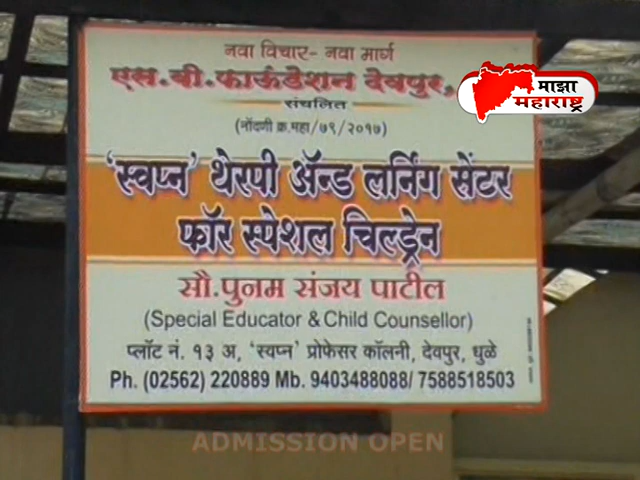 नवा विचार- नवा मार्ग
एस.बी.फाऊंडेशन देवपुर,
संचलित
(नोंदणी क्र.महा/७९/२०१७)
'स्वप्न' थेरपी ॲन्ड लर्निंग सेंटर
फॉर स्पेशल चिल्ड्रेन
सौ.पुनम संजय पाटील
(Special Educator & Child Counsellor)
प्लॉट नं. १३ अ, 'स्वप्न' प्रोफेसर कॉलनी, देवपुर, धुळे
Ph. (02562) 220889 Mb. 9403488088/ 7588518503
माझा
महाराष्ट्र
ADMISSION OPEN